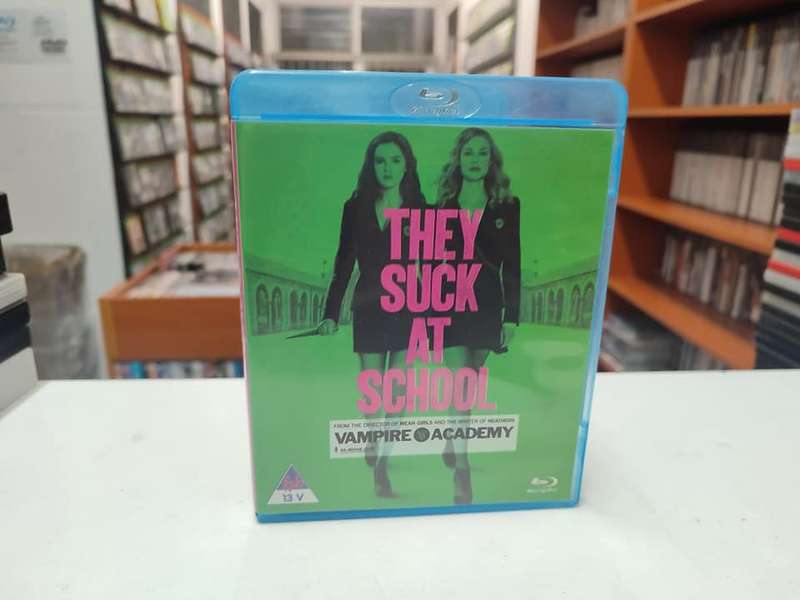 THEY
SUCK
AT
SCHOOL
FROM THE DIRECTOR OF MEAN GIRLS AND THE WRITER OF HEATHERS
VAMPIRE ACADEMY
13 V